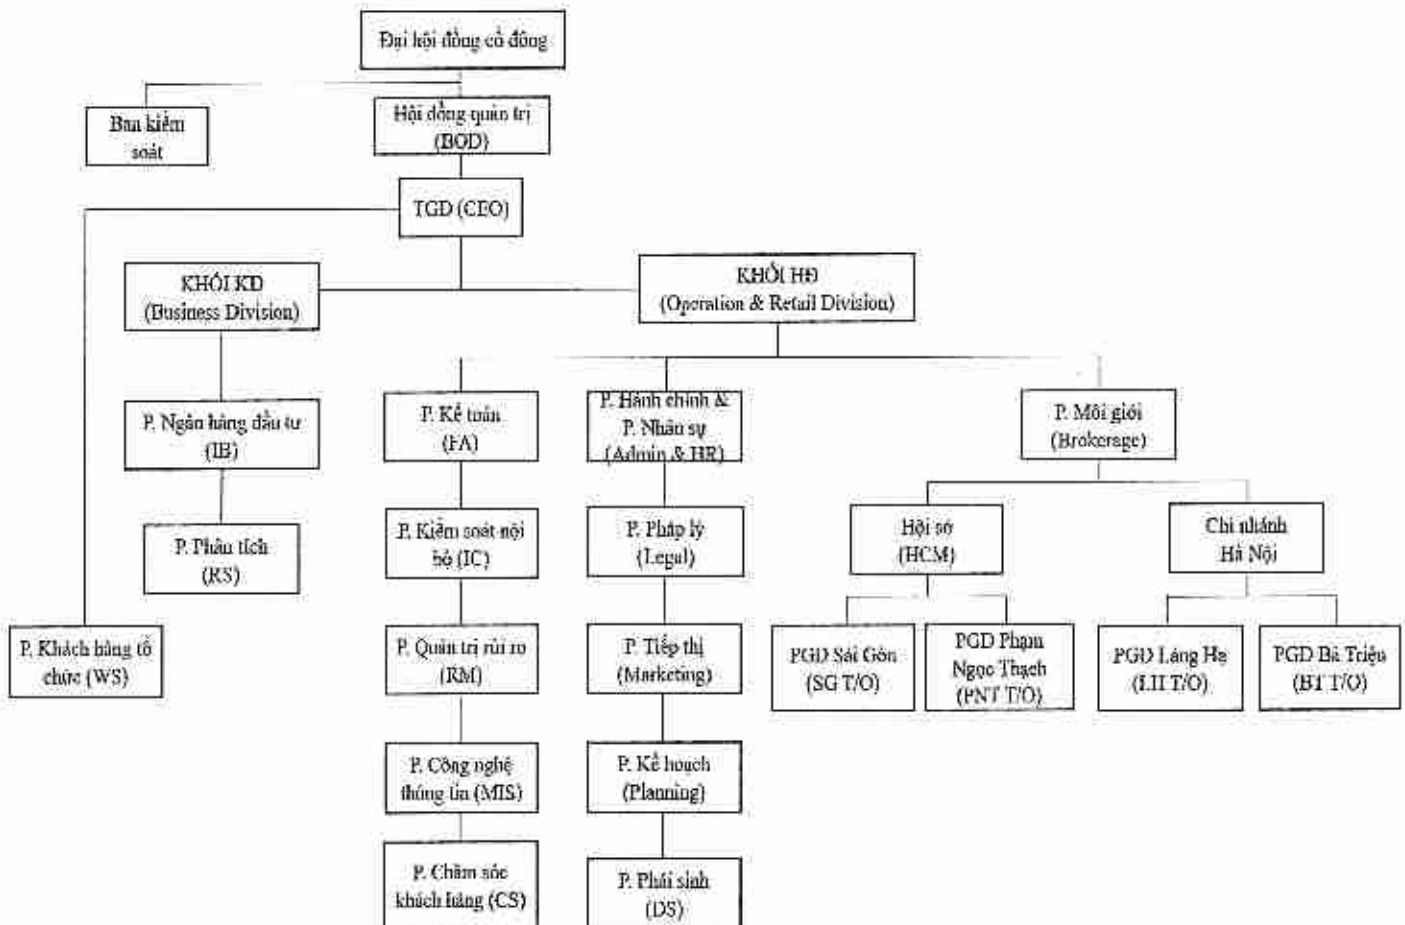 Đại hội đồng cổ đông
Ban kiểm
soát
Hội đồng quản trị
(BOD)
TGD (CEO)
KHỐI KD
(Business Division)
KHỐI HĐ
(Operation & Retail Division)
P. Ngân hàng đầu tư
(IB)
P. Kế toán
(FA)
P. Hành chính &
P. Nhân sự
(Admin & HR)
P. Môi giới
(Brokerage)
P. Phân tích
(RS)
P. Kiểm soát nội
bộ (IC)
P. Pháp lý
(Legal)
Hội sở
(HCM)
Chi nhánh
Hà Nội
P. Khách hàng tổ
chức (WS)
P. Quản trị rủi ro
(RM)
P. Tiếp thị
(Marketing)
PGD Sài Gòn
(SG T/O)
PGD Phạm
Ngọc Thạch
(PNT T/O)
PGD Láng Hạ
(LH T/O)
PGD Bà Triệu
(BT T/O)
P. Công nghệ
thông tin (MIS)
P. Kế hoạch
(Planning)
P. Chăm sóc
khách hàng (CS)
P. Phái sinh
(DS)